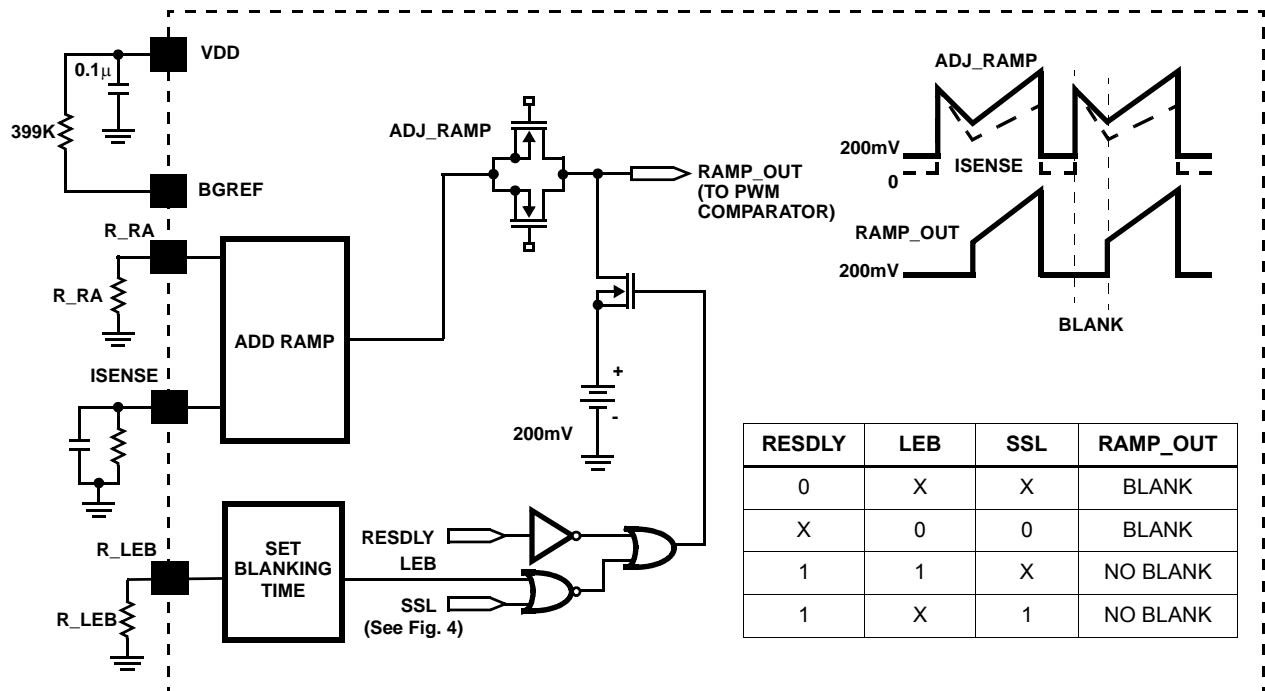 VDD
0.1µ
399K
BGREF
R_RA
R_RA
ADD RAMP
ISENSE
ADJ_RAMP
RAMP_OUT
(TO PWM
COMPARATOR)
+
-
200mV
R_LEB
R_LEB
SET
BLANKING
TIME
RESDLY
LEB
SSL
(See Fig. 4)
ADJ_RAMP
200mV
ISENSE
0
RAMP_OUT
200mV
BLANK
RESDLY LEB SSL RAMP_OUT
0 X X BLANK
X 0 0 BLANK
1 1 X NO BLANK
1 X 1 NO BLANK